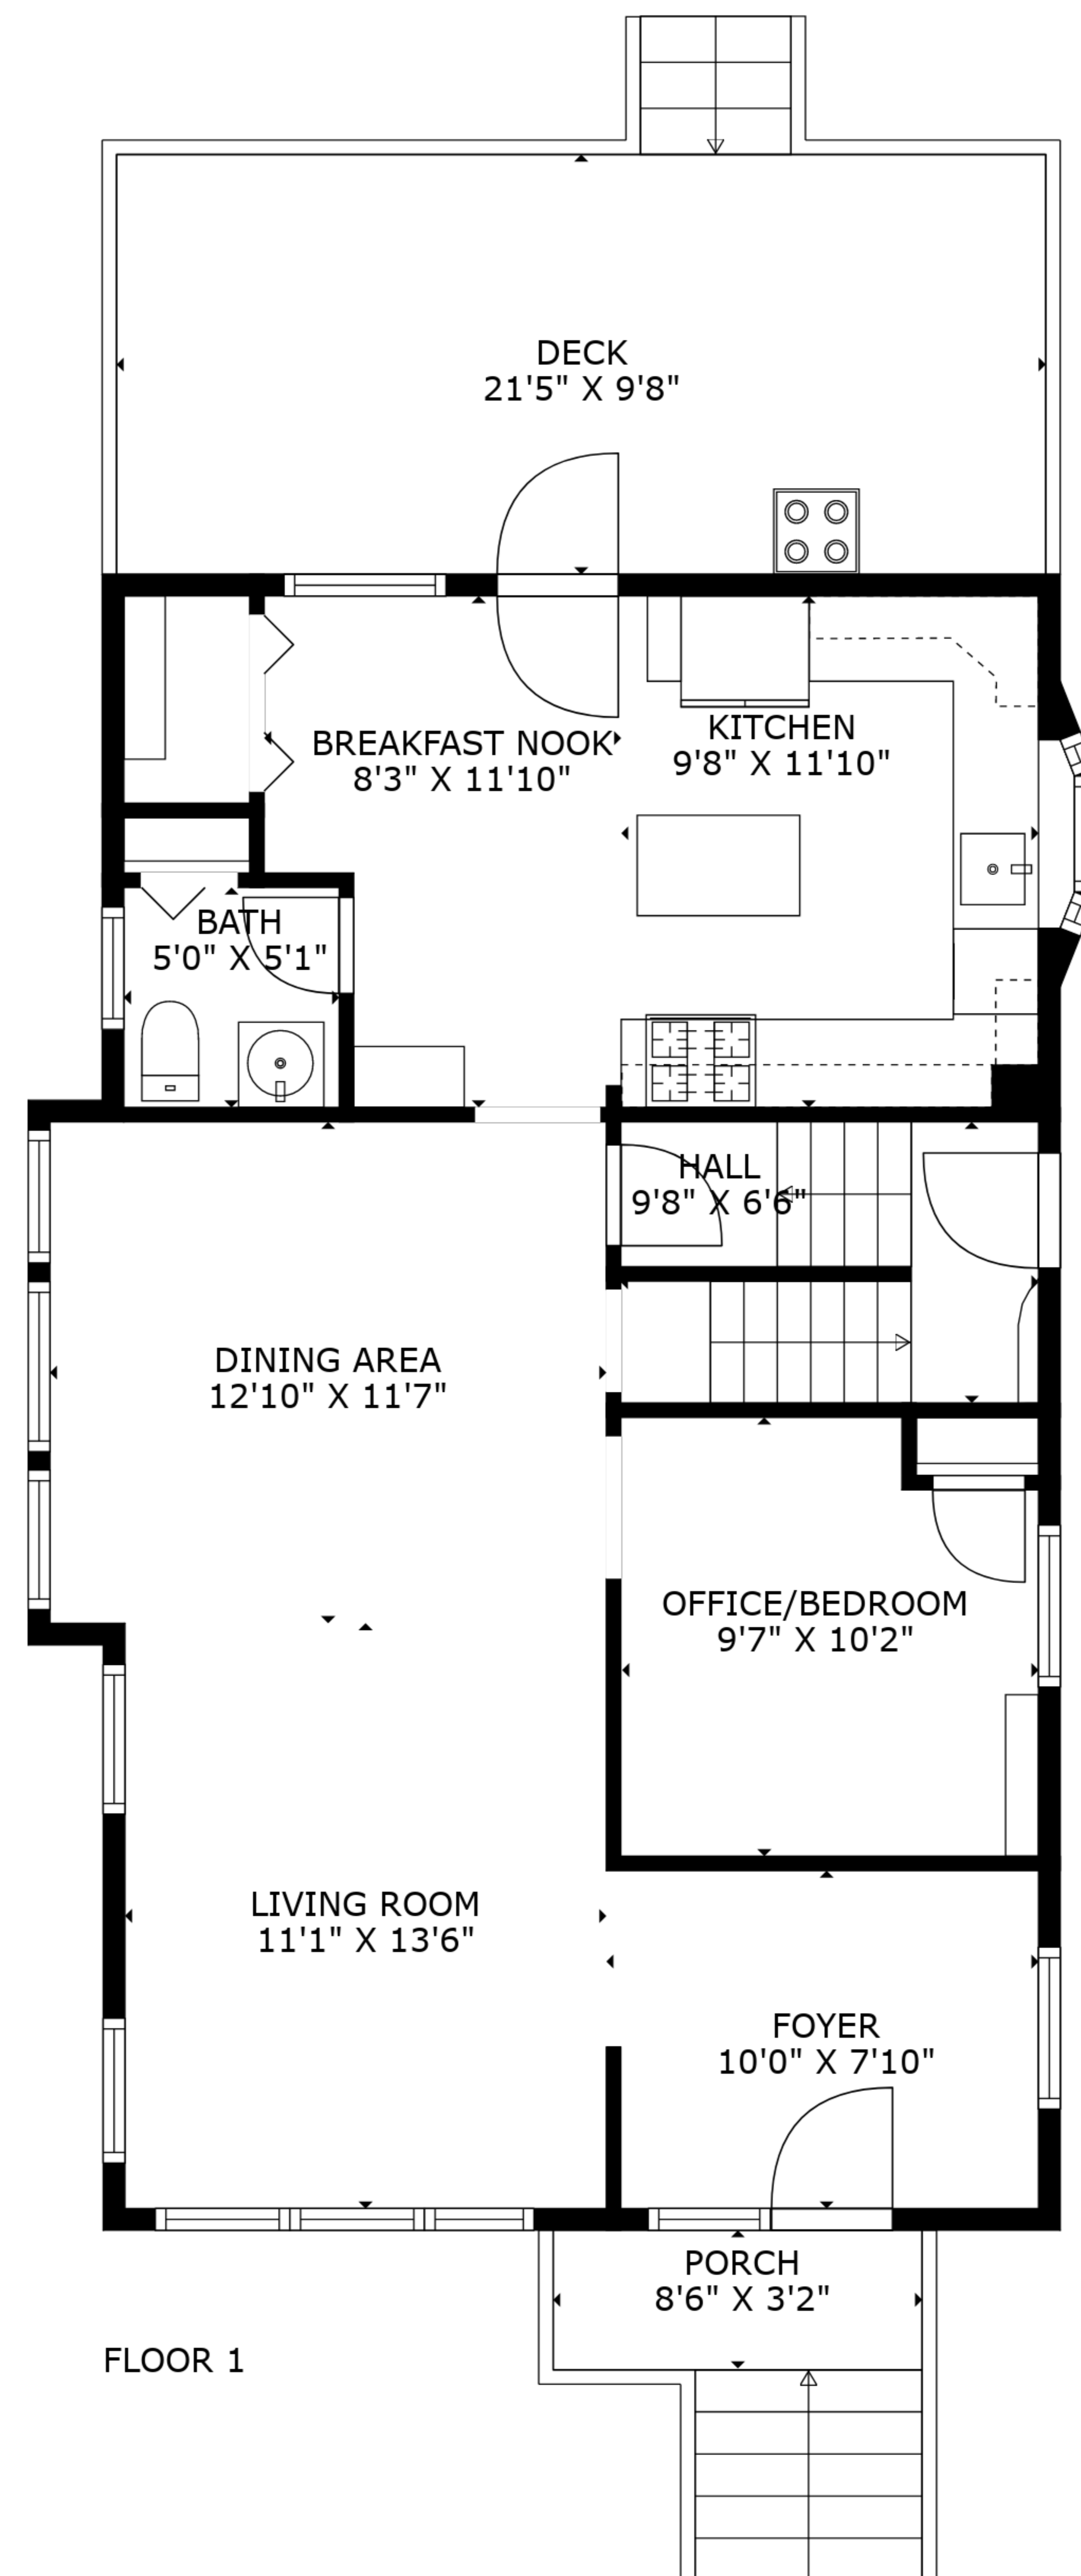 DECK
21'5" X 9'8"
BREAKFAST NOOK
8'3" X 11'10"
KITCHEN
9'8" X 11'10"
BATH
5'0" X 5'1"
HALL
9'8" X 6'6"
DINING AREA
12'10" X 11'7"
OFFICE/BEDROOM
9'7" X 10'2"
LIVING ROOM
11'1" X 13'6"
FOYER
10'0" X 7'10"
PORCH
8'6" X 3'2"
FLOOR 1